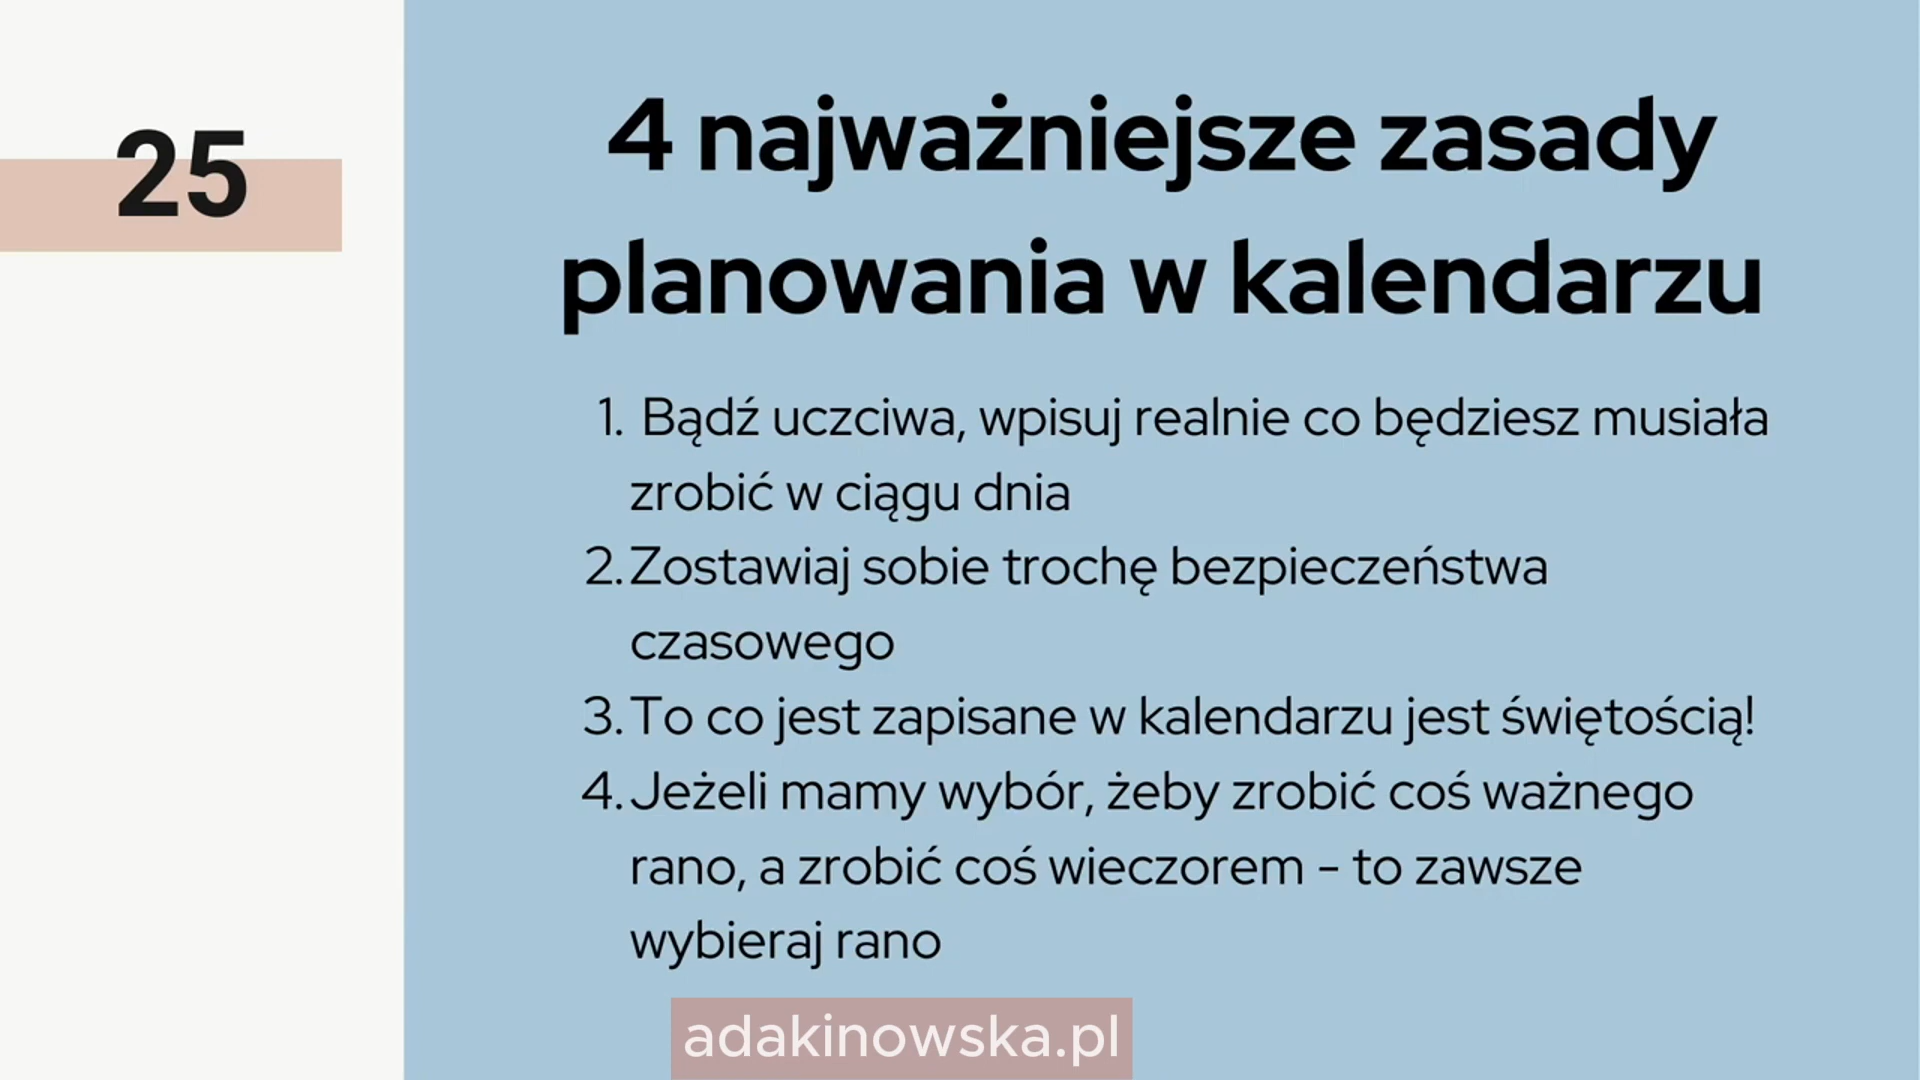 25
4 najważniejsze zasady
planowania w kalendarzu
1. Bądź uczciwa, wpisuj realnie co będziesz musiała
zrobić w ciągu dnia
2. Zostawiaj sobie trochę bezpieczeństwa
czasowego
3. To co jest zapisane w kalendarzu jest świętością!
4. Jeżeli mamy wybór, żeby zrobić coś ważnego
rano, a zrobić coś wieczorem - to zawsze
wybieraj rano
adakinowska.pl